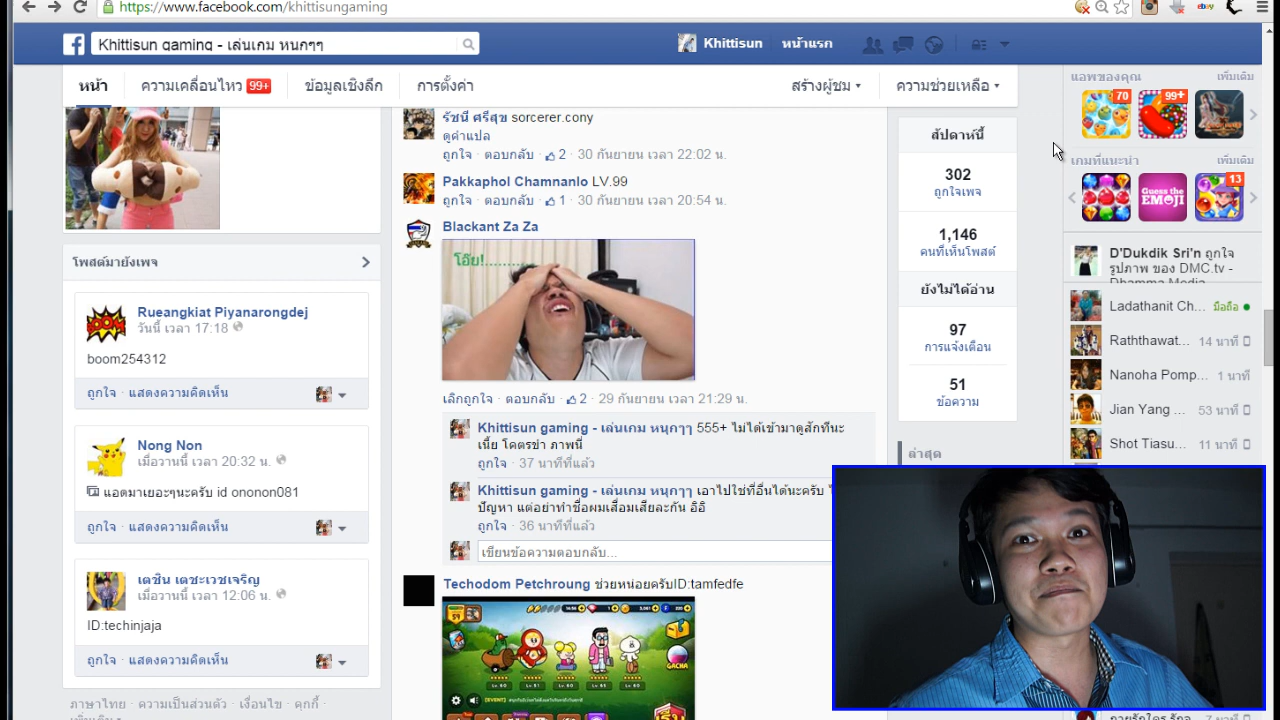 https://www.facebook.com/khittisungaming
ebay
Khittisun gaming - เล่นเกม หนุกๆๆ
Khittisun หน้าแรก
หน้า ความเคลื่อนไหว 99+ ข้อมูลเชิงลึก การตั้งค่า สร้างผู้ชม ความช่วยเหลือ
โพสต์มายังเพจ
Rueangkiat Piyanarongdej
วันนี้ เวลา 17:18
boom254312
ถูกใจ · แสดงความคิดเห็น
Nong Non
เมื่อวานนี้ เวลา 20:32 น.
แอดมาเยอะๆนะครับ id ononon081
ถูกใจ · แสดงความคิดเห็น
เตชิน เตชะเวชเจริญ
เมื่อวานนี้ เวลา 12:06 น.
ID:techinjaja
ถูกใจ · แสดงความคิดเห็น
ภาษาไทย · ความเป็นส่วนตัว · เงื่อนไข · คุกกี้ ·
เพิ่มเติม
รัชนี ศรีสุข sorcerer.cony
ดูคำแปล
ถูกใจ · ตอบกลับ · 2 · 30 กันยายน เวลา 22:02 น.
Pakkaphol Chamnanlo LV.99
ถูกใจ · ตอบกลับ · 1 · 30 กันยายน เวลา 20:54 น.
Blackant Za Za
โอ๊ย!..........
เลิกถูกใจ · ตอบกลับ · 2 · 29 กันยายน เวลา 21:29 น.
Khittisun gaming - เล่นเกม หนุกๆๆ 555+ ไม่ได้เข้ามาดูสักทีนะ
เนี้ย โคตรขำ ภาพนี้
ถูกใจ · 37 นาทีที่แล้ว
Khittisun gaming - เล่นเกม หนุกๆๆ เอาไปใช้ที่อื่นได้นะครับ
ปัญหา แต่อย่าทำชื่อผมเสื่อมเสียละกัน อิอิ
ถูกใจ · 36 นาทีที่แล้ว
เขียนข้อความตอบกลับ...
Techodom Petchroung ช่วยหน่อยครับID:tamfedfe
GACHA
สัปดาห์นี้
302
ถูกใจเพจ
1,146
คนที่เห็นโพสต์
ยังไม่ได้อ่าน
97
การแจ้งเตือน
51
ข้อความ
ล่าสุด
แอพของคุณ เพิ่มเติม
70 99+
เกมที่แนะนำ เพิ่มเติม
Guess the EMOJI 13
D'Dukdik Sri'n ถูกใจ
รูปภาพ ของ DMC.tv -
Dhamma Media
Ladathanit Ch... มือถือ
Raththawat... 14 นาที
Nanoha Pomp... 1 นาที
Jian Yang ... 53 นาที
Shot Tiasu... 11 นาที